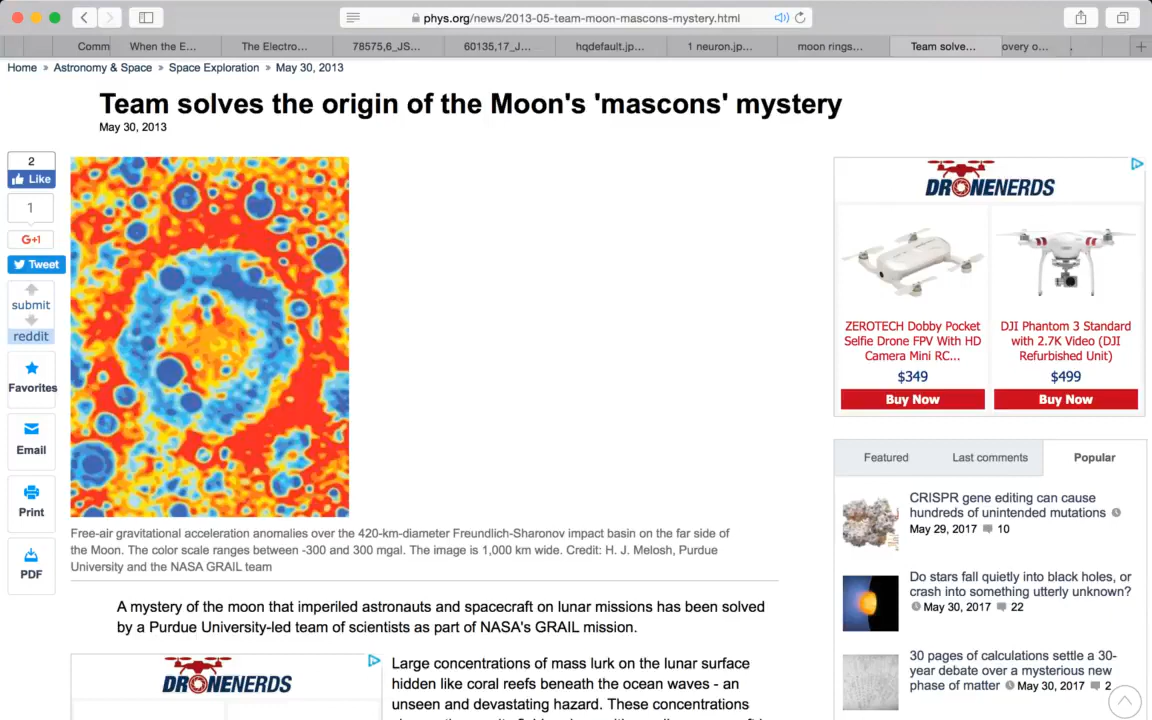 phys.org/news/2013-05-team-moon-mascons-mystery.html
Comm
When the E...
The Electro...
78575,6_JS...
60135,17_J...
hqdefault.jp...
1 neuron.jp...
moon rings...
Team solve...
overy o...
Home » Astronomy & Space » Space Exploration » May 30, 2013
Team solves the origin of the Moon's 'mascons' mystery
May 30, 2013
2
Like
1
G+1
Tweet
submit
reddit
Favorites
Email
Print
PDF
Free-air gravitational acceleration anomalies over the 420-km-diameter Freundlich-Sharonov impact basin on the far side of
the Moon. The color scale ranges between -300 and 300 mgal. The image is 1,000 km wide. Credit: H. J. Melosh, Purdue
University and the NASA GRAIL team
A mystery of the moon that imperiled astronauts and spacecraft on lunar missions has been solved
by a Purdue University-led team of scientists as part of NASA's GRAIL mission.
DRONENERDS
Large concentrations of mass lurk on the lunar surface
hidden like coral reefs beneath the ocean waves - an
unseen and devastating hazard. These concentrations
DRONENERDS
ZEROTECH Dobby Pocket
Selfie Drone FPV With HD
Camera Mini RC...
$349
Buy Now
DJI Phantom 3 Standard
with 2.7K Video (DJI
Refurbished Unit)
$499
Buy Now
Featured
Last comments
Popular
CRISPR gene editing can cause
hundreds of unintended mutations
May 29, 2017 10
Do stars fall quietly into black holes, or
crash into something utterly unknown?
May 30, 2017 22
30 pages of calculations settle a 30-
year debate over a mysterious new
phase of matter May 30, 2017 2